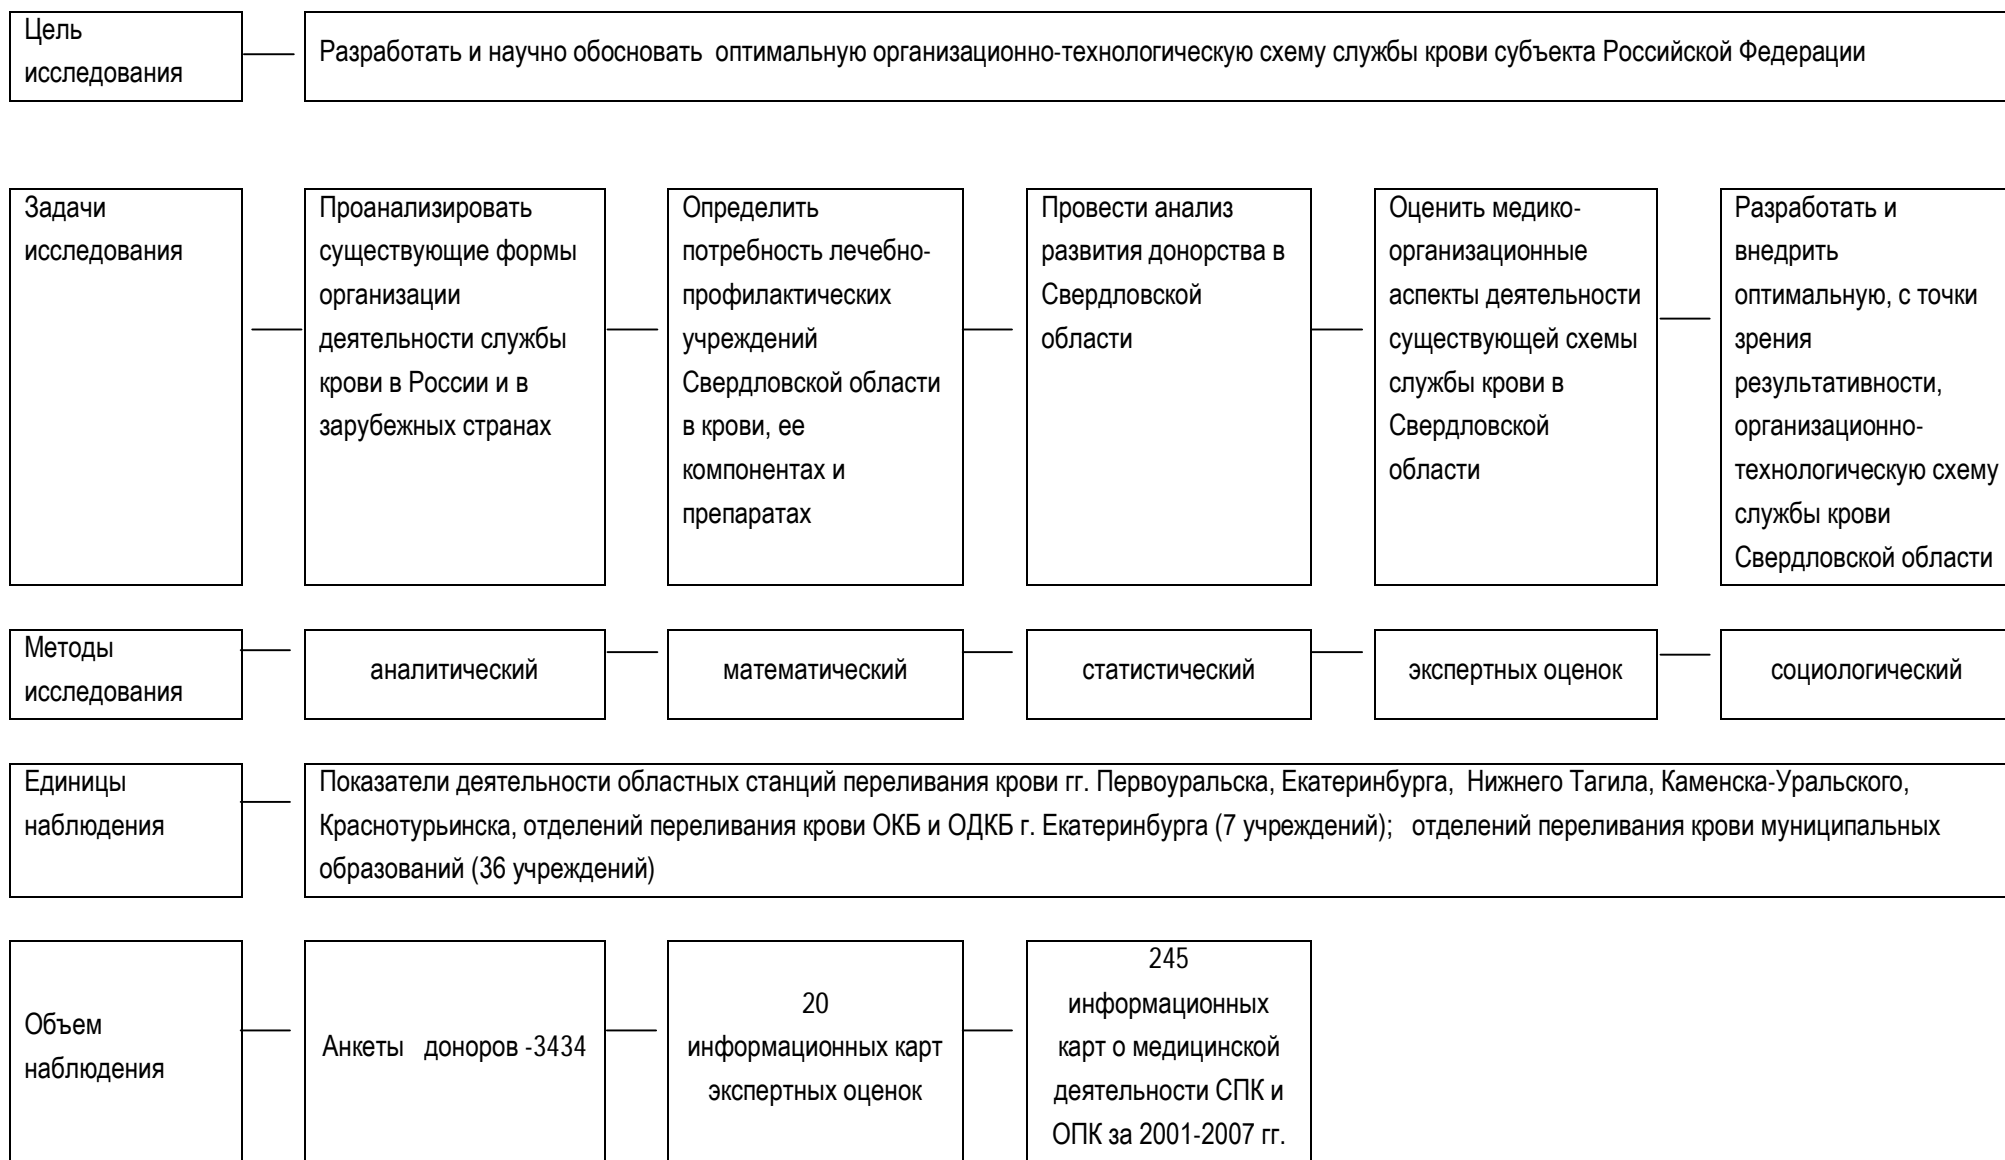 Цель
исследования
Разработать и научно обосновать оптимальную организационно-технологическую схему службы крови субъекта Российской Федерации
Задачи
исследования
Проанализировать
существующие формы
организации
деятельности службы
крови в России и в
зарубежных странах
Определить
потребность лечебно-
профилактических
учреждений
Свердловской области
в крови, ее
компонентах и
препаратах
Провести анализ
развития донорства в
Свердловской
области
Оценить медико-
организационные
аспекты деятельности
существующей схемы
службы крови в
Свердловской
области
Разработать и
внедрить
оптимальную, с точки
зрения
результативности,
организационно-
технологическую схему
службы крови
Свердловской области
Методы
исследования
аналитический
математический
статистический
экспертных оценок
социологический
Единицы
наблюдения
Показатели деятельности областных станций переливания крови гг. Первоуральска, Екатеринбурга, Нижнего Тагила, Каменска-Уральского,
Краснотурьинска, отделений переливания крови ОКБ и ОДКБ г. Екатеринбурга (7 учреждений); отделений переливания крови муниципальных
образований (36 учреждений)
Объем
наблюдения
Анкеты доноров -3434
20
информационных карт
экспертных оценок
245
информационных
карт о медицинской
деятельности СПК и
ОПК за 2001-2007 гг.